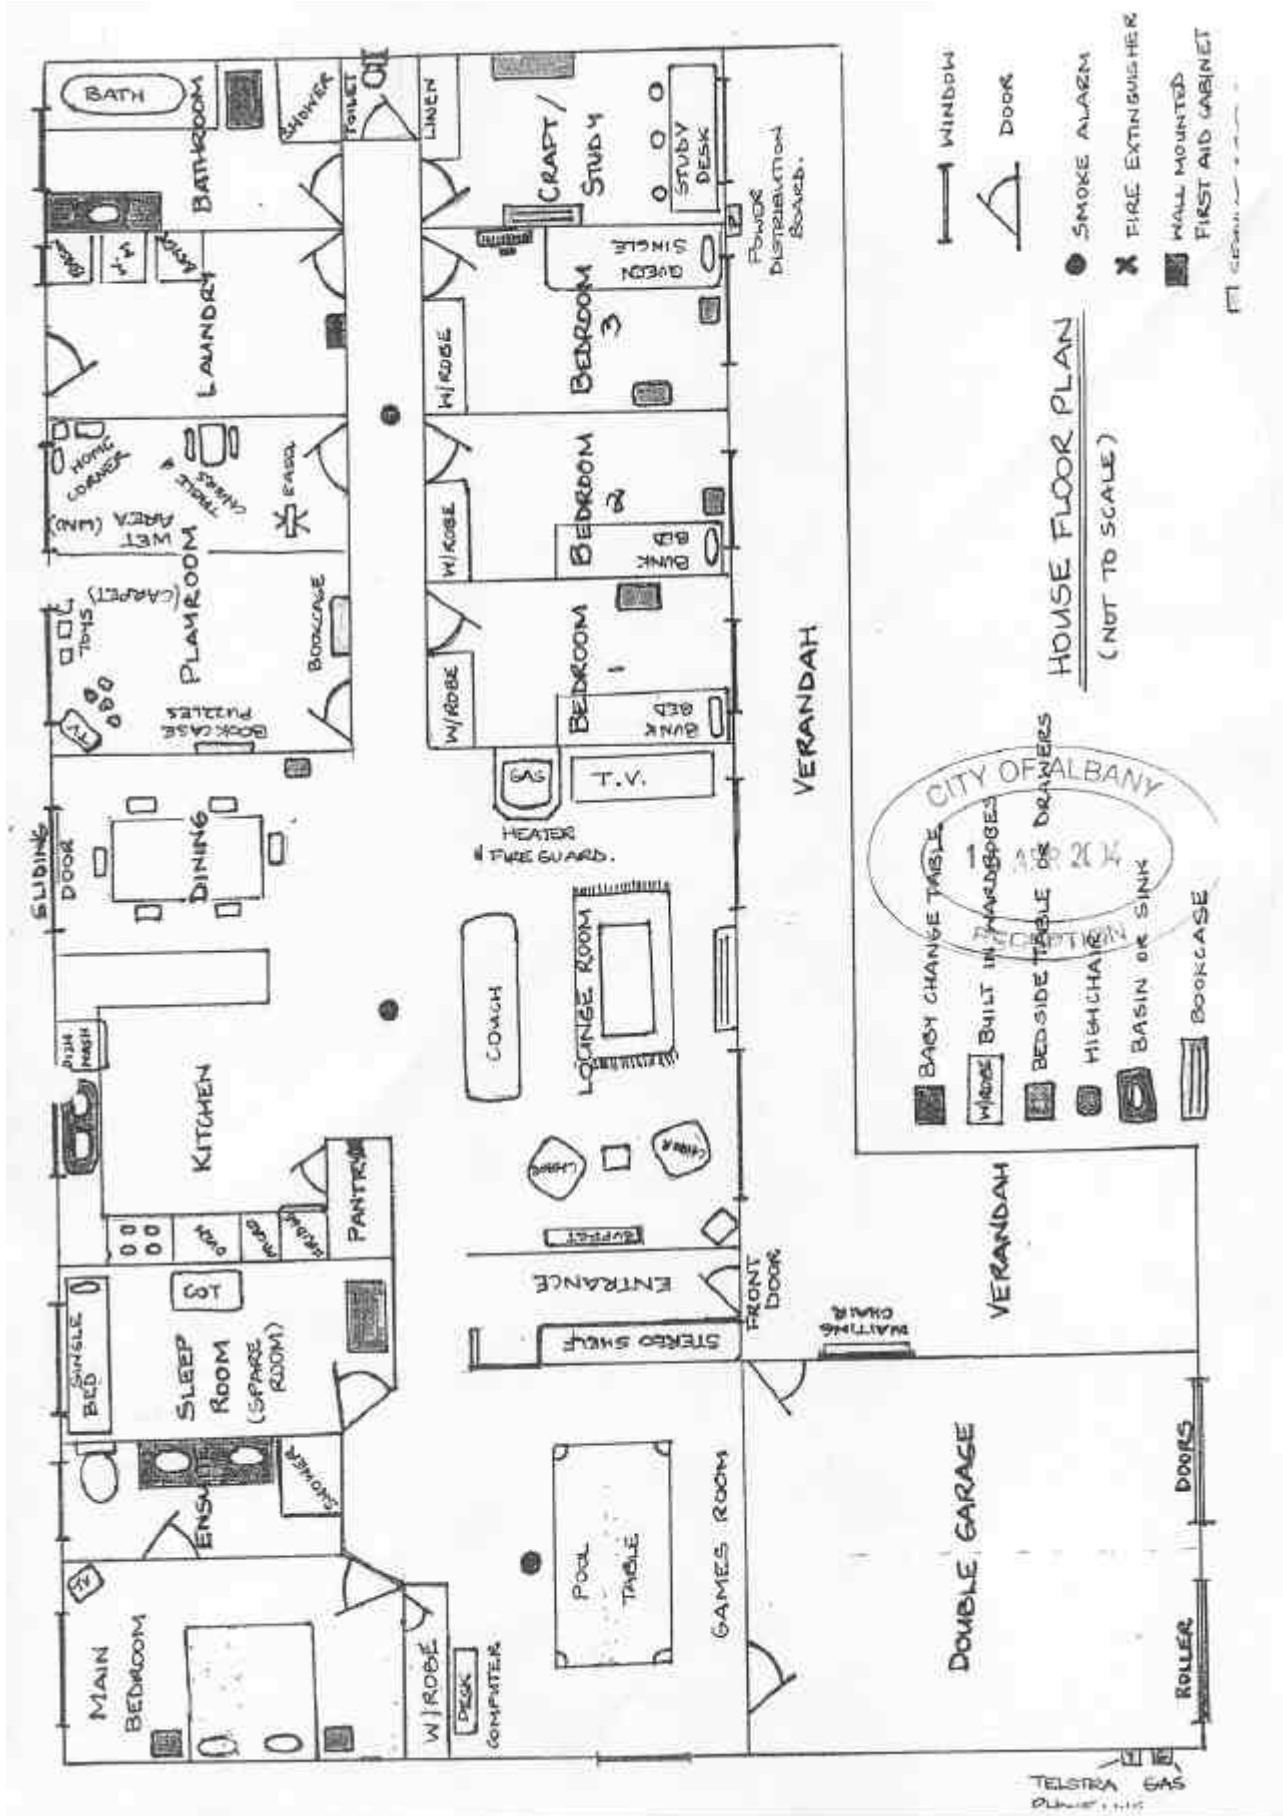 BATH
BATHROOM
SHOWER
TOILET
LINEN
CRAFT /
STUDY
STUDY
DESK
POWER
DISTRIBUTION
BOARD.
LAUNDRY
W/ROBE
BEDROOM
3
QUEEN
SINGLE
HOME
CORNER
WET
AREA (LINO)
EASEL
PLAYROOM
(CARPET)
TOYS
TV
BOOKCASE
PUZZLES
BOOKCASE
W/ROBE
BEDROOM
2
BUNK
BED
W/ROBE
BEDROOM
1
BUNK
BED
SLIDING
DOOR
DINING
GAS
HEATER
& FIRE GUARD.
T.V.
KITCHEN
DISH
WASH
PANTRY
OVEN
COUCH
LOUNGE ROOM
CHAIR
CHAIR
BUFFET
ENTRANCE
STEREO SHELF
FRONT
DOOR
VERANDAH
VERANDAH
WAITING
CHAIR
SINGLE
BED
COT
SLEEP
ROOM
(SPARE
ROOM)
ENSUITE
SHOWER
TV
MAIN
BEDROOM
W/ROBE
DESK
COMPUTER
POOL
TABLE
GAMES ROOM
DOUBLE GARAGE
ROLLER DOORS
TELSTRA
GAS
HOUSE FLOOR PLAN
(NOT TO SCALE)
WINDOW
DOOR
SMOKE ALARM
FIRE EXTINGUISHER
WALL MOUNTED
FIRST AID CABINET
BABY CHANGE TABLE
W/ROBE BUILT IN WARDROBES
BEDSIDE TABLE OR DRAWERS
HIGHCHAIR
BASIN OR SINK
BOOKCASE
CITY OF ALBANY
APR
RECEPTION